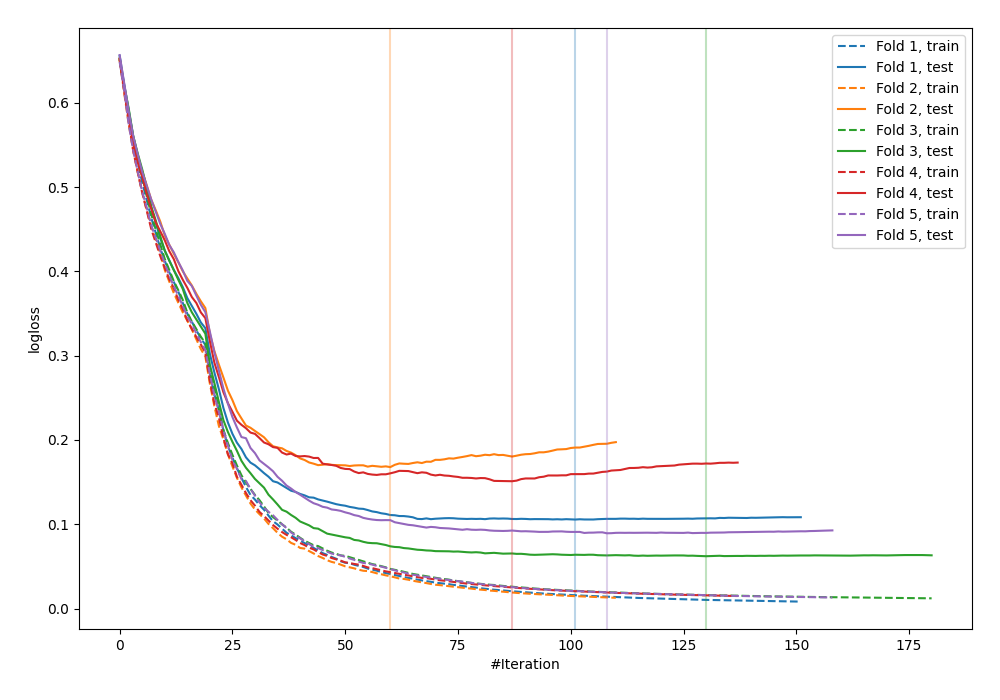 Fold 1, train
Fold 1, test
Fold 2, train
Fold 2, test
Fold 3, train
Fold 3, test
Fold 4, train
Fold 4, test
Fold 5, train
Fold 5, test
logloss
0.6
0.5
0.4
0.3
0.2
0.1
0.0
0 25 50 75 100 125 150 175
#Iteration